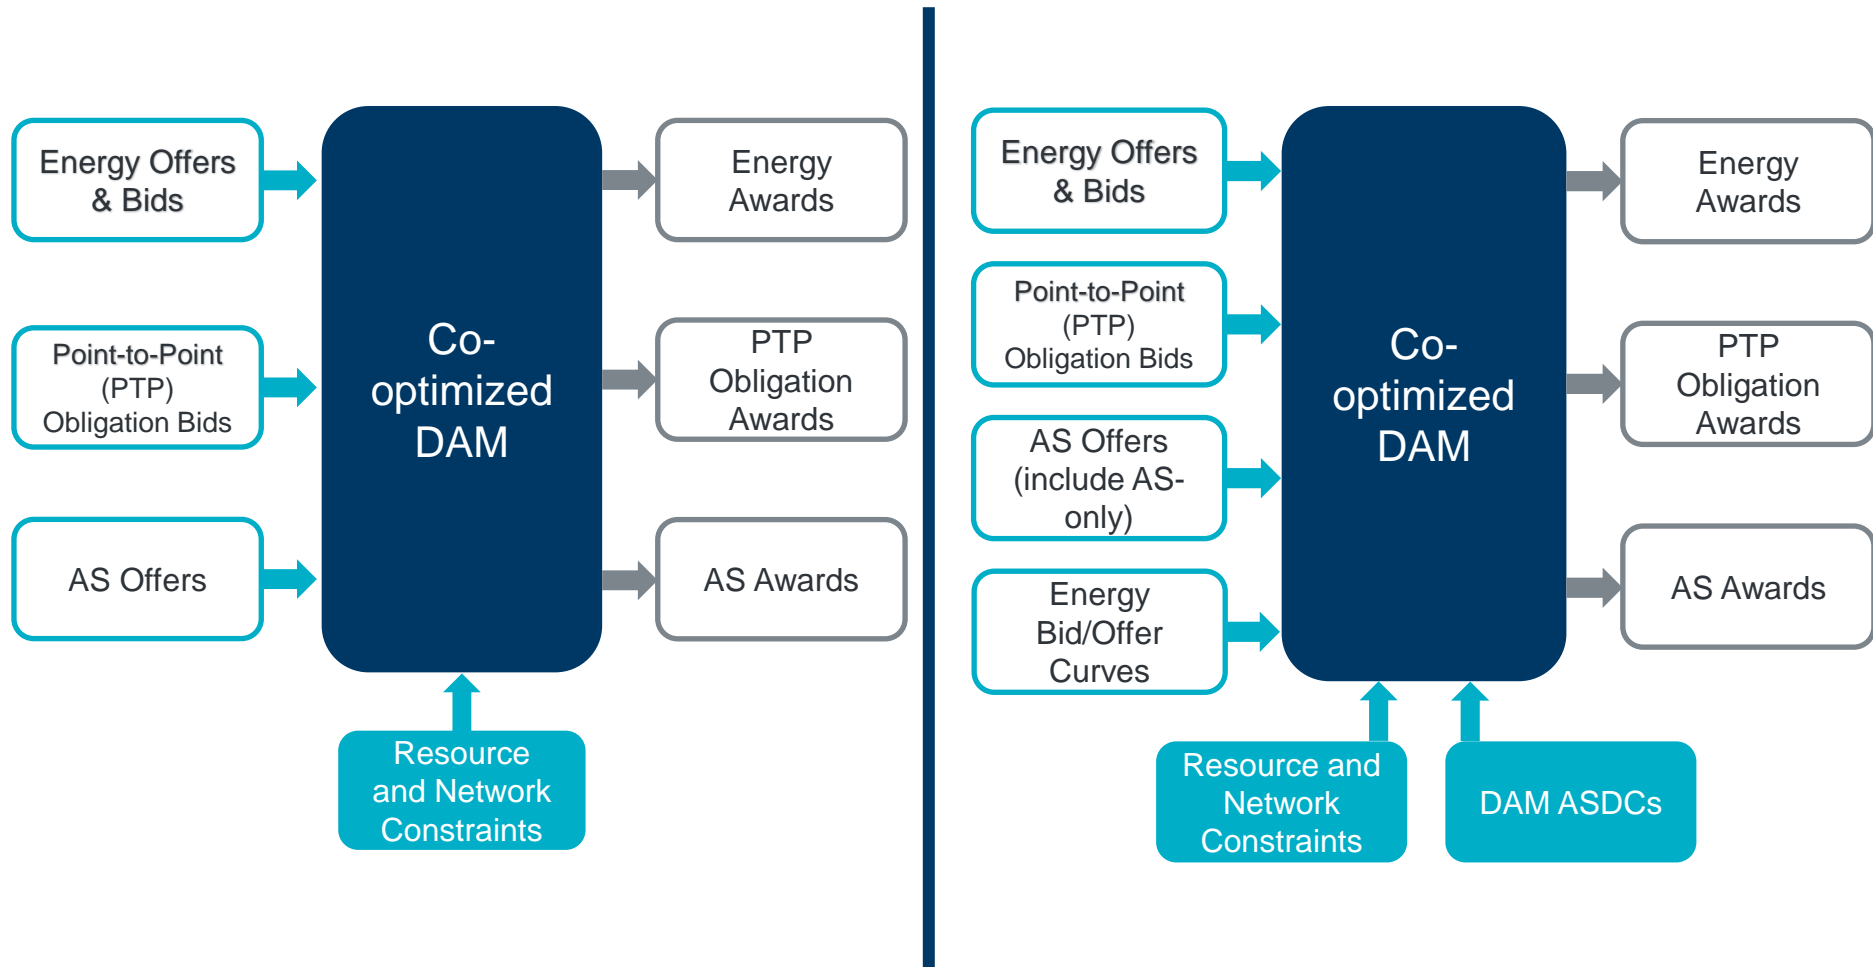 Energy Offers
& Bids
Point-to-Point
(PTP)
Obligation Bids
AS Offers
Co-
optimized
DAM
Resource
and Network
Constraints
Energy
Awards
PTP
Obligation
Awards
AS Awards
Energy Offers
& Bids
Point-to-Point
(PTP)
Obligation Bids
AS Offers
(include AS-
only)
Energy
Bid/Offer
Curves
Co-
optimized
DAM
Resource and
Network
Constraints
DAM ASDCs
Energy
Awards
PTP
Obligation
Awards
AS Awards